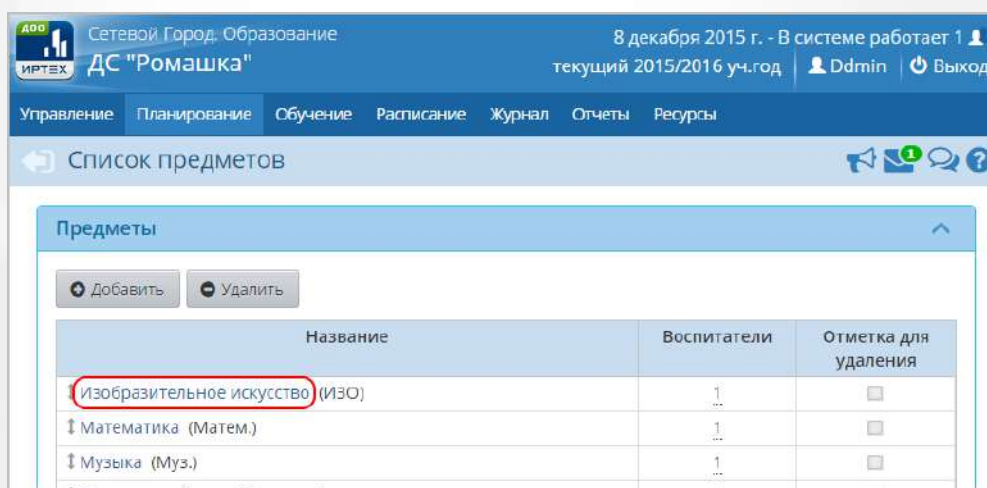 ДОО
ИРТЕХ
Сетевой Город. Образование
ДС "Ромашка"
8 декабря 2015 г. - В системе работает 1
текущий 2015/2016 уч.год Ddmin Выход
Управление Планирование Обучение Расписание Журнал Отчеты Ресурсы
Список предметов
1
Предметы
Добавить Удалить
Название Воспитатели Отметка для
удаления
Изобразительное искусство (ИЗО) 1
Математика (Матем.) 1
Музыка (Муз.) 1